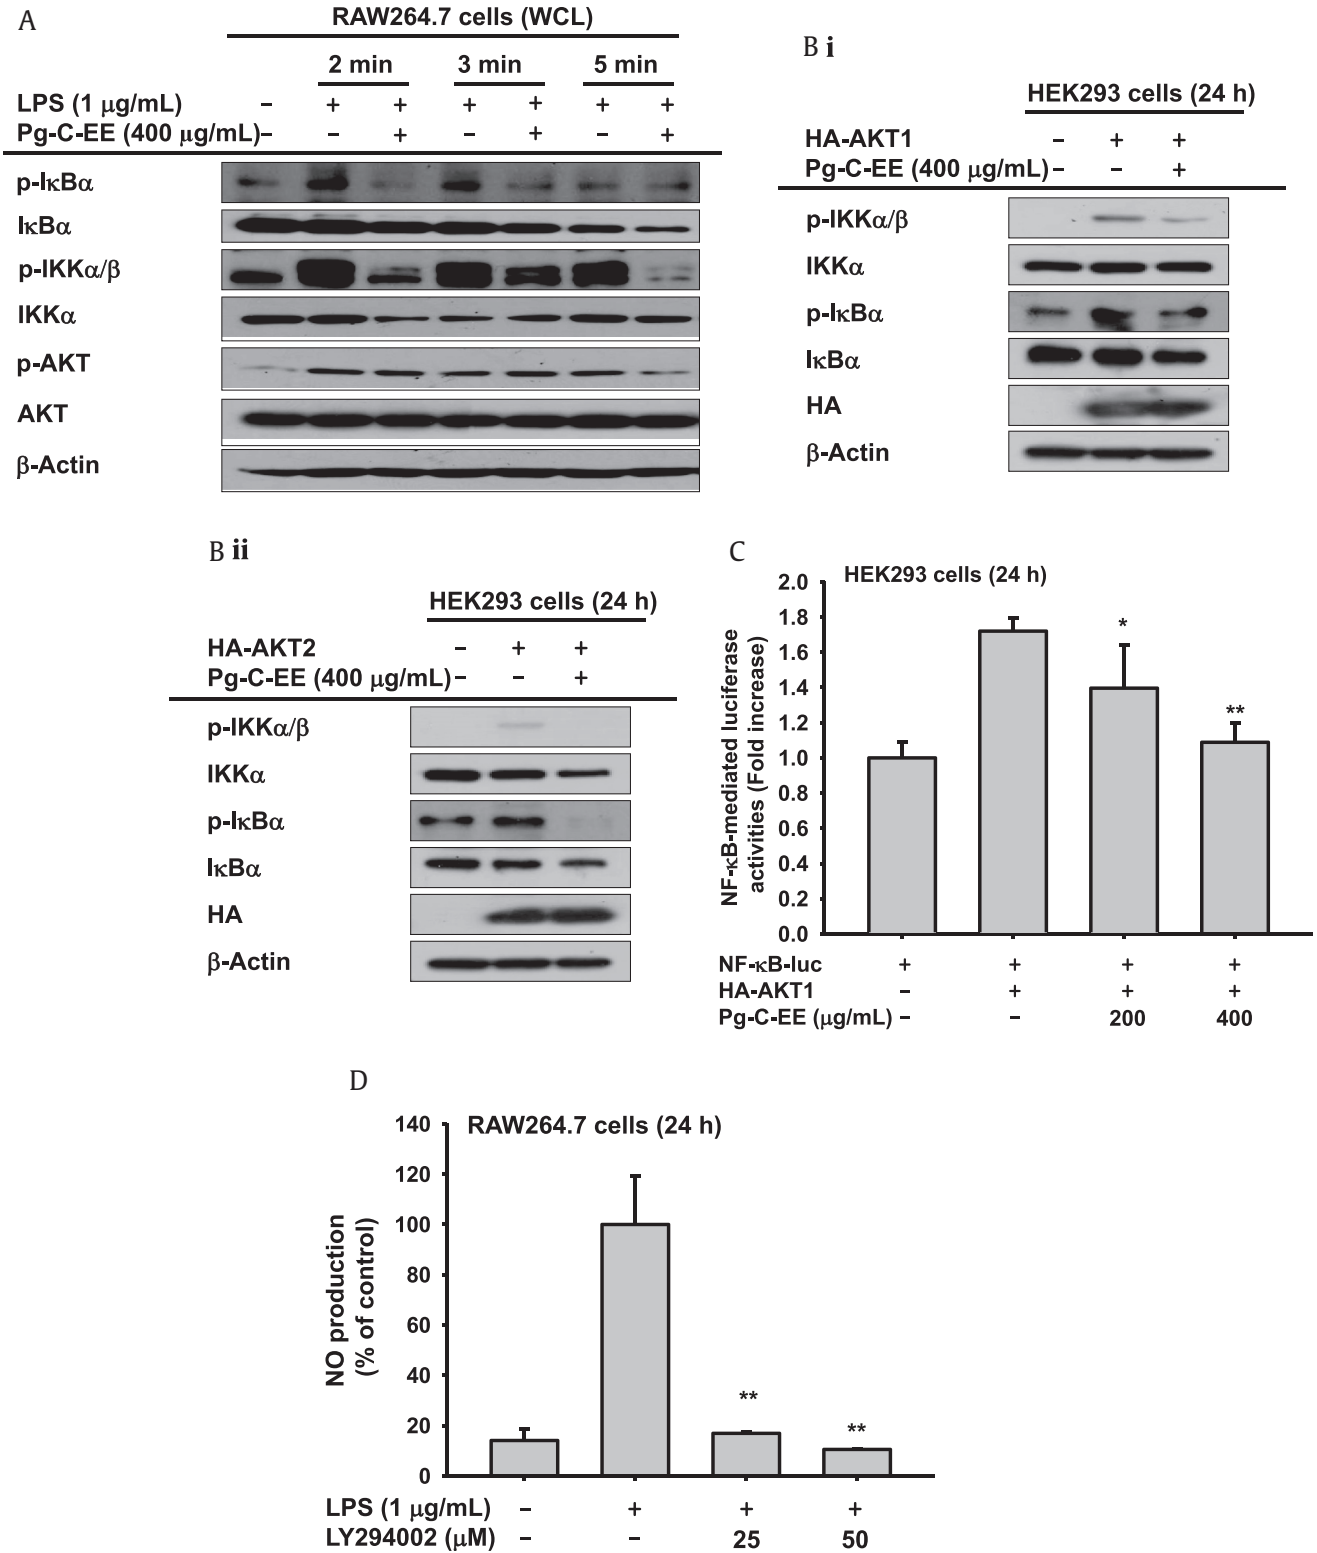 A
RAW264.7 cells (WCL)
2 min 3 min 5 min
LPS (1 μg/mL) – + + + + + +
Pg-C-EE (400 μg/mL) – – + – + – +
p-IκBα
IκBα
p-IKKα/β
IKKα
p-AKT
AKT
β-Actin
B i
HEK293 cells (24 h)
HA-AKT1 – + +
Pg-C-EE (400 μg/mL) – – +
p-IKKα/β
IKKα
p-IκBα
IκBα
HA
β-Actin
B ii
HEK293 cells (24 h)
HA-AKT2 – + +
Pg-C-EE (400 μg/mL) – – +
p-IKKα/β
IKKα
p-IκBα
IκBα
HA
β-Actin
C
HEK293 cells (24 h)
NF-κB-mediated luciferase
activities (Fold increase)
2.0
1.8
1.6
1.4
1.2
1.0
0.8
0.6
0.4
0.2
0.0
*
**
NF-κB-luc + + + +
HA-AKT1 – + + +
Pg-C-EE (μg/mL) – – 200 400
D
RAW264.7 cells (24 h)
NO production
(% of control)
140
120
100
80
60
40
20
0
**
**
LPS (1 μg/mL) – + + +
LY294002 (μM) – – 25 50